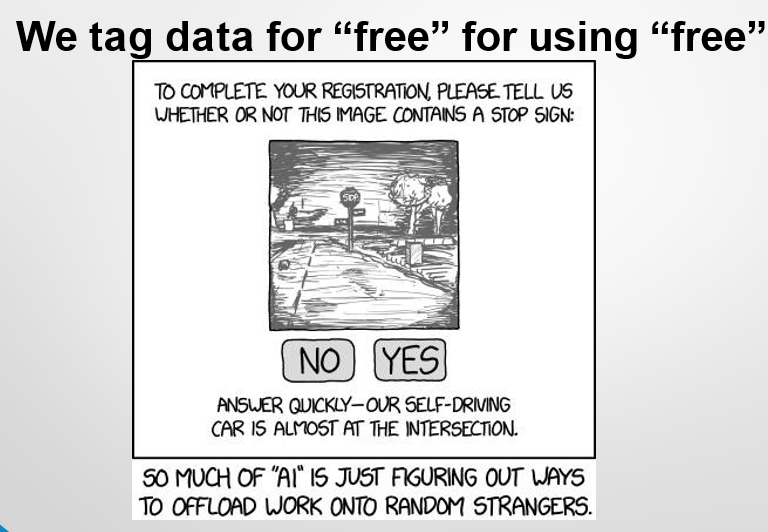 We tag data for “free” for using “free”
TO COMPLETE YOUR REGISTRATION, PLEASE TELL US
WHETHER OR NOT THIS IMAGE CONTAINS A STOP SIGN:
STOP
NO YES
ANSWER QUICKLY—OUR SELF-DRIVING
CAR IS ALMOST AT THE INTERSECTION.
SO MUCH OF "AI" IS JUST FIGURING OUT WAYS
TO OFFLOAD WORK ONTO RANDOM STRANGERS.